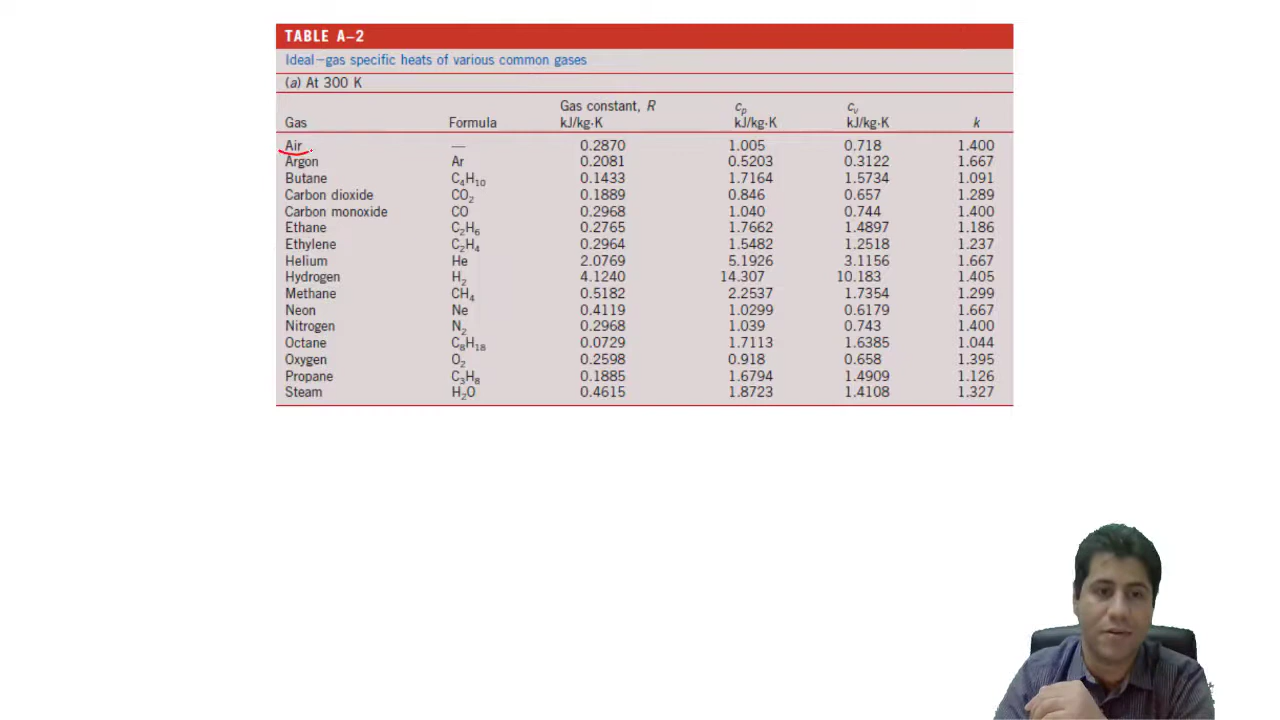 TABLE A–2
Ideal–gas specific heats of various common gases
(a) At 300 K
Gas Formula Gas constant, R kJ/kg·K cp kJ/kg·K cv kJ/kg·K k
Air — 0.2870 1.005 0.718 1.400
Argon Ar 0.2081 0.5203 0.3122 1.667
Butane C4H10 0.1433 1.7164 1.5734 1.091
Carbon dioxide CO2 0.1889 0.846 0.657 1.289
Carbon monoxide CO 0.2968 1.040 0.744 1.400
Ethane C2H6 0.2765 1.7662 1.4897 1.186
Ethylene C2H4 0.2964 1.5482 1.2518 1.237
Helium He 2.0769 5.1926 3.1156 1.667
Hydrogen H2 4.1240 14.307 10.183 1.405
Methane CH4 0.5182 2.2537 1.7354 1.299
Neon Ne 0.4119 1.0299 0.6179 1.667
Nitrogen N2 0.2968 1.039 0.743 1.400
Octane C8H18 0.0729 1.7113 1.6385 1.044
Oxygen O2 0.2598 0.918 0.658 1.395
Propane C3H8 0.1885 1.6794 1.4909 1.126
Steam H2O 0.4615 1.8723 1.4108 1.327